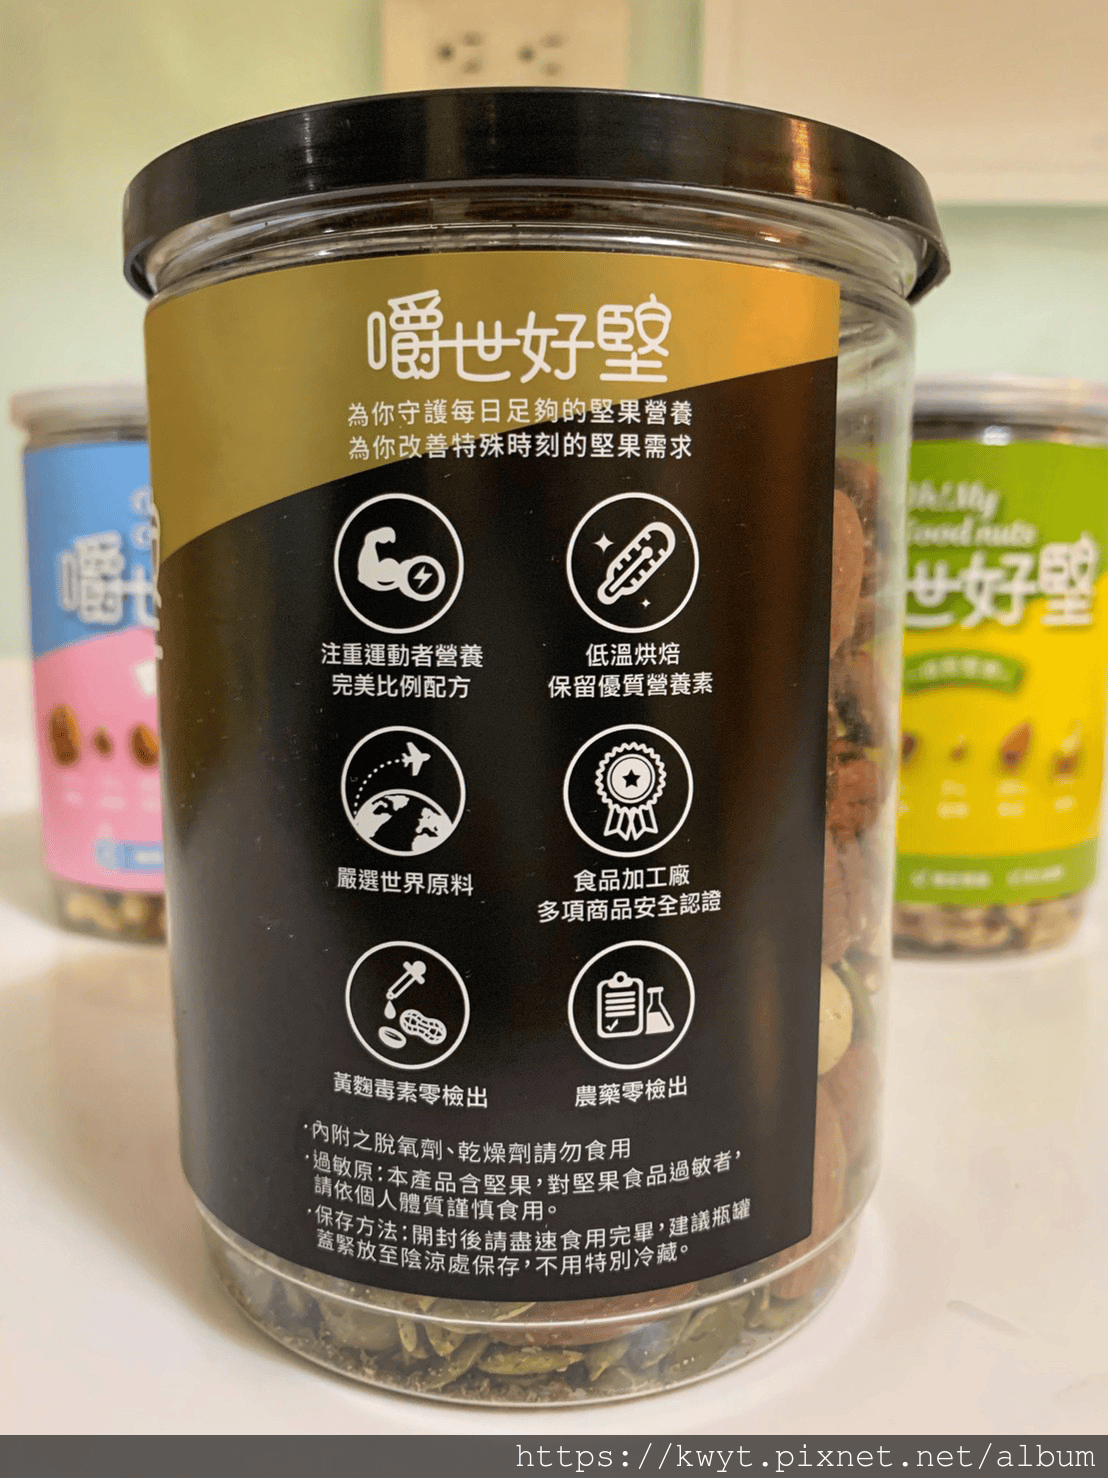 嚼世好堅
為你守護每日足夠的堅果營養
為你改善特殊時刻的堅果需求
注重運動者營養
完美比例配方
低溫烘焙
保留優質營養素
嚴選世界原料
食品加工廠
多項商品安全認證
黃麴毒素零檢出
農藥零檢出
·內附之脫氧劑、乾燥劑請勿食用
·過敏原：本產品含堅果，對堅果食品過敏者，
請依個人體質謹慎食用。
·保存方法：開封後請盡速食用完畢，建議瓶罐
蓋緊放至陰涼處保存，不用特別冷藏。
嚼世
Oh! My
Good nuts
世好堅
https://kwyt.pixnet.net/album